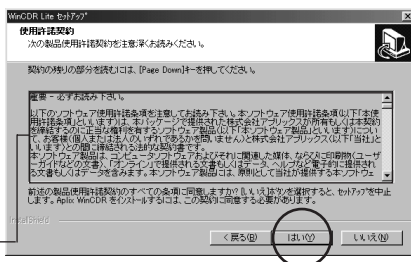 WinCDR Lite ｾｯﾄｱｯﾌﾟ
使用許諾契約
次の製品使用許諾契約を注意深くお読みください。
契約の残りの部分を読むには、[Page Down]キーを押してください。
重要 - 必ずお読み下さい。
以下のソフトウェア使用許諾条項を注意してお読み下さい。本ソフトウェア使用許諾条項(以下「本使用許諾条項」といいます)は、本パッケージで提供された株式会社アプリックスが所有もしくは本契約を締結するのに正当な権利を有するソフトウェア製品(以下「本ソフトウェア製品」といいます)について、お客様(個人または法人のいずれであるかを問いません)と株式会社アプリックス(以下「当社」といいます)との間に締結される法的な契約書です。
本ソフトウェア製品は、コンピュータソフトウェアおよびそれに関連した媒体、ならびに印刷物(ユーザーガイドなどの文書)、「オンライン」で提供される文書もしくはデータ、ヘルプなど電子的に提供される文書もしくはデータを含みます。本ソフトウェア製品には、原則として当社が作成したソフトウェ
前述の製品使用許諾契約のすべての条項に同意しますか? [いいえ]ﾎﾞﾀﾝを選択すると、ｾｯﾄｱｯﾌﾟを中止
します。Aplix WinCDR をインストールするには、この契約に同意する必要があります。
InstallShield
< 戻る(B)
はい(Y)
いいえ(N)